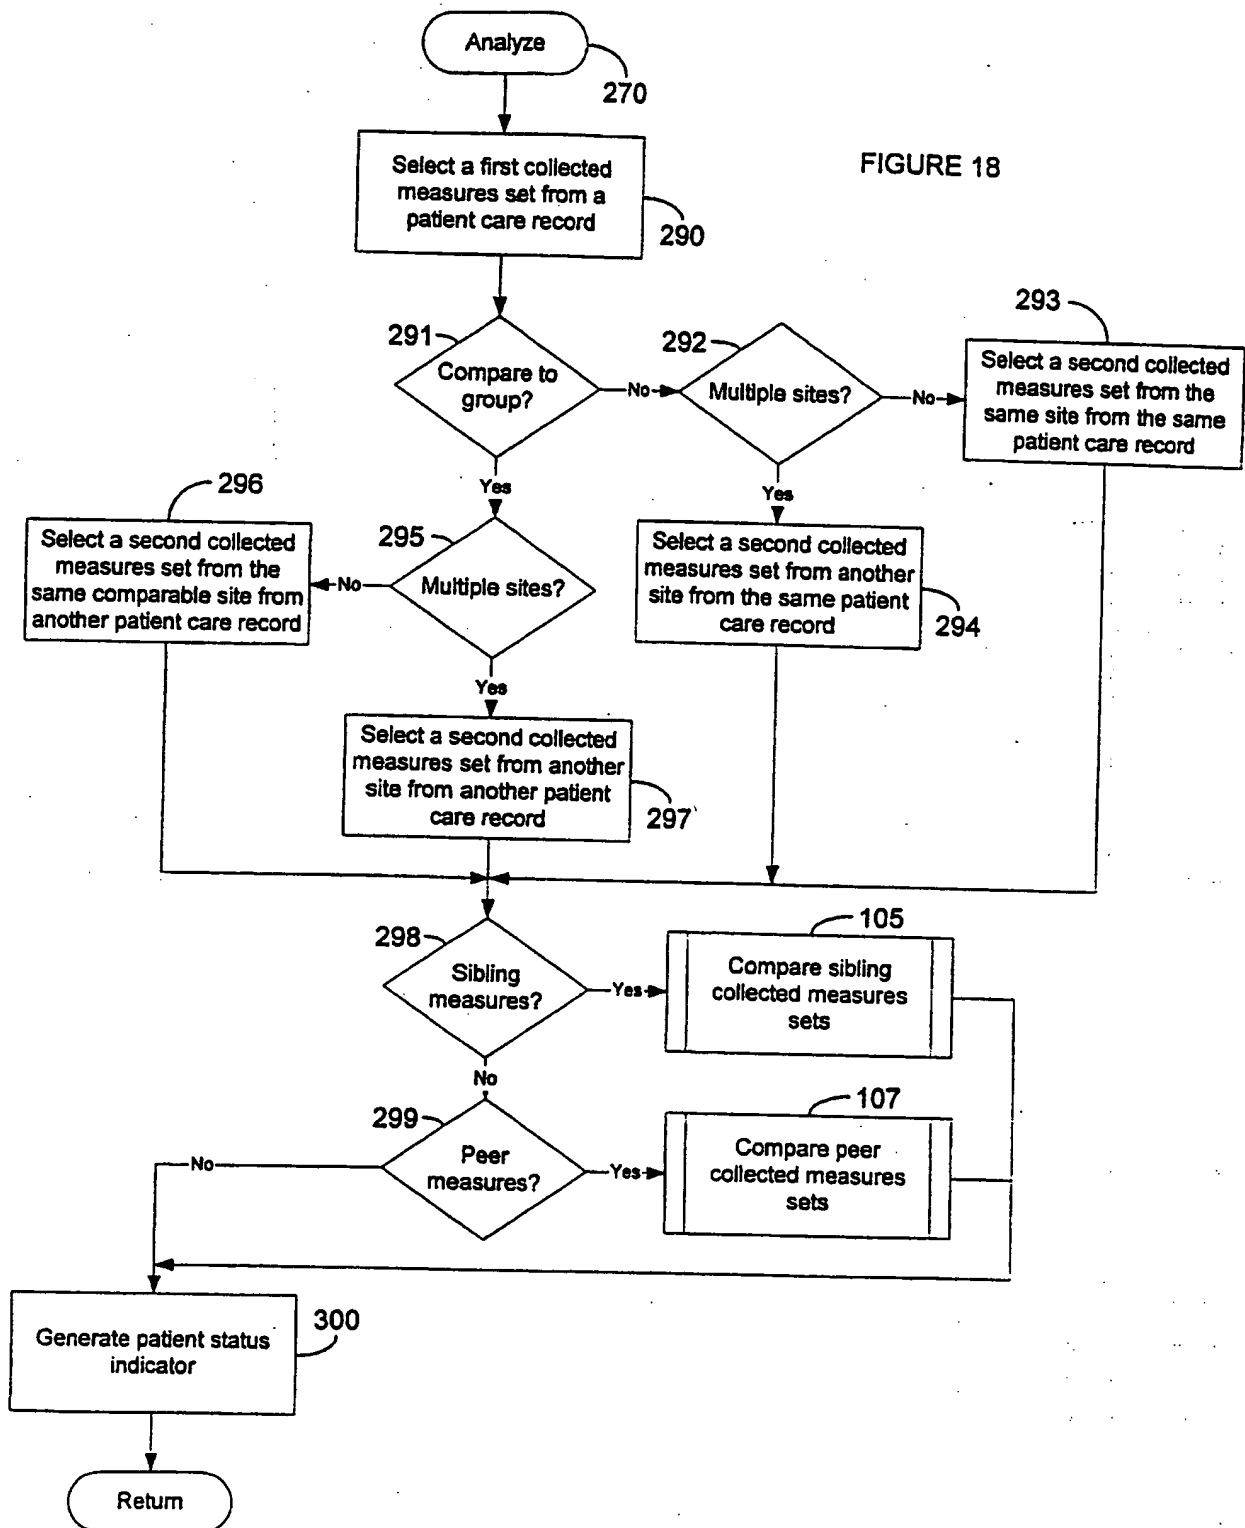 Analyze
270
FIGURE 18
Select a first collected
measures set from a
patient care record
290
291
Compare to
group?
No
292
Multiple sites?
No
293
Select a second collected
measures set from the
same site from the same
patient care record
Yes
Yes
296
Select a second collected
measures set from the
same comparable site from
another patient care record
No
295
Multiple sites?
Select a second collected
measures set from another
site from the same patient
care record
294
Yes
Select a second collected
measures set from another
site from another patient
care record
297
298
Sibling
measures?
Yes
105
Compare sibling
collected measures
sets
No
299
Peer
measures?
No
Yes
107
Compare peer
collected measures
sets
Generate patient status
indicator
300
Return